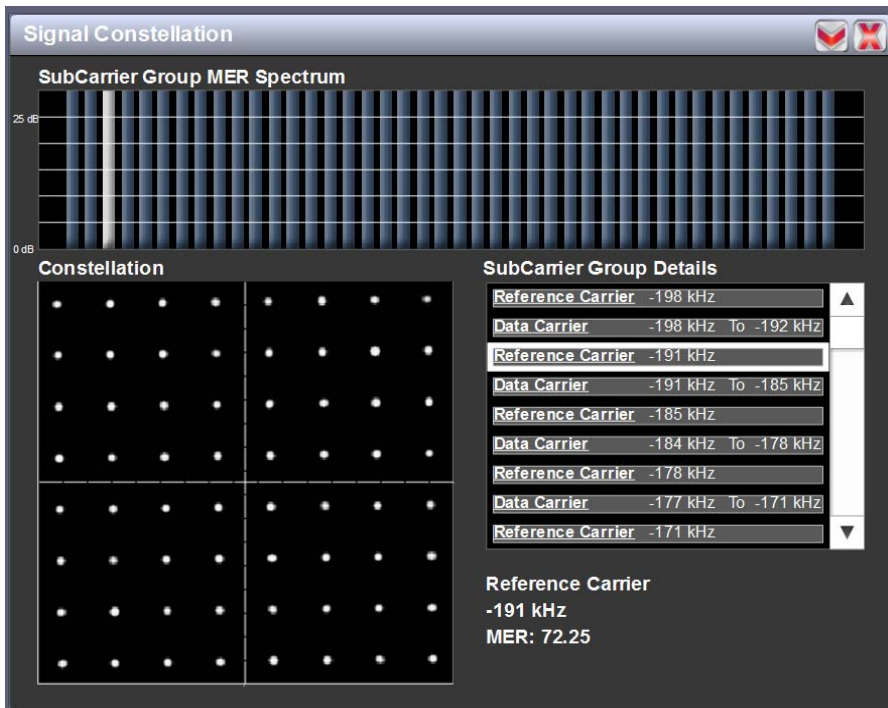 Signal Constellation
SubCarrier Group MER Spectrum
25 dB
0 dB
Constellation
SubCarrier Group Details
Reference Carrier -198 kHz
Data Carrier -198 kHz To -192 kHz
Reference Carrier -191 kHz
Data Carrier -191 kHz To -185 kHz
Reference Carrier -185 kHz
Data Carrier -184 kHz To -178 kHz
Reference Carrier -178 kHz
Data Carrier -177 kHz To -171 kHz
Reference Carrier -171 kHz
Reference Carrier
-191 kHz
MER: 72.25